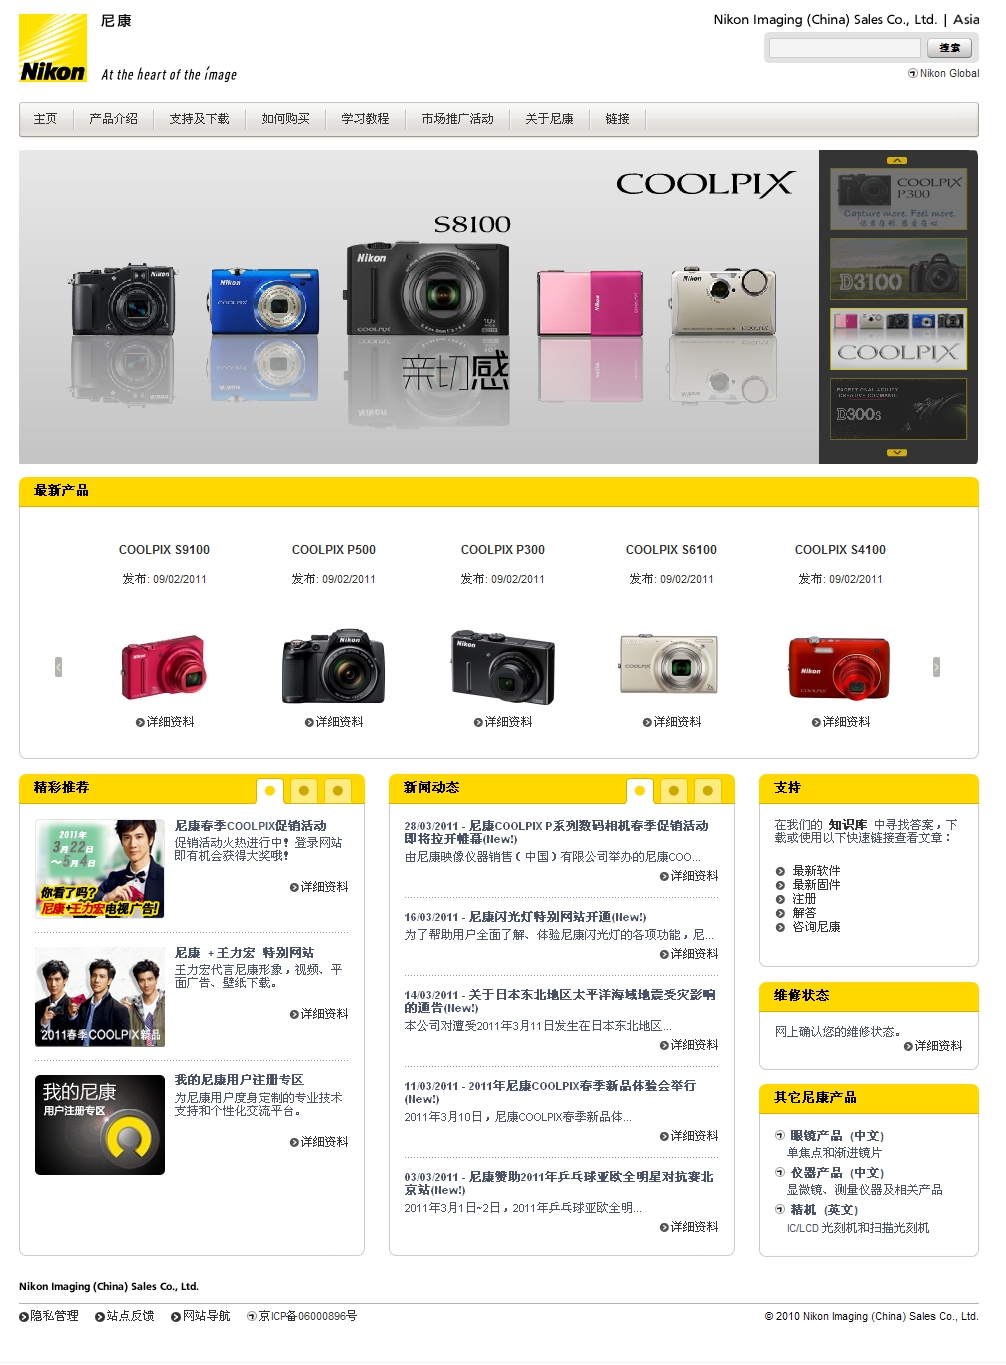 尼康
Nikon Imaging (China) Sales Co., Ltd. | Asia
Nikon
At the heart of the image
搜索
Nikon Global
主页 产品介绍 支持及下载 如何购买 学习教程 市场推广活动 关于尼康 链接
COOLPIX
S8100
亲切感
COOLPIX P300
Capture more. Feel more.
D3100
COOLPIX
D300s
最新产品
COOLPIX S9100 COOLPIX P500 COOLPIX P300 COOLPIX S6100 COOLPIX S4100
发布: 09/02/2011 发布: 09/02/2011 发布: 09/02/2011 发布: 09/02/2011 发布: 09/02/2011
详细资料 详细资料 详细资料 详细资料 详细资料
精彩推荐
2011年
3月22日
~5月4日
你看了吗?
尼康+王力宏电视广告!
尼康春季COOLPIX促销活动
促销活动火热进行中！登录网站
即有机会获得大奖哦！
详细资料
2011春季COOLPIX新品
尼康 + 王力宏 特别网站
王力宏代言尼康形象，视频、平
面广告、壁纸下载。
详细资料
我的尼康
用户注册专区
我的尼康用户注册专区
为尼康用户度身定制的专业技术
支持和个性化交流平台。
详细资料
新闻动态
28/03/2011 - 尼康COOLPIX P系列数码相机春季促销活动
即将拉开帷幕(New!)
由尼康映像仪器销售（中国）有限公司举办的尼康COO...
详细资料
16/03/2011 - 尼康闪光灯特别网站开通(New!)
为了帮助用户全面了解、体验尼康闪光灯的各项功能，尼...
详细资料
14/03/2011 - 关于日本东北地区太平洋海域地震受灾影响
的通告(New!)
本公司对遭受2011年3月11日发生在日本东北地区...
详细资料
11/03/2011 - 2011年尼康COOLPIX春季新品体验会举行
(New!)
2011年3月10日，尼康COOLPIX春季新品体...
详细资料
03/03/2011 - 尼康赞助2011年乒乓球亚欧全明星对抗赛北
京站(New!)
2011年3月1日~2日，2011年乒乓球亚欧全明...
详细资料
支持
在我们的 知识库 中寻找答案，下
载或使用以下快速链接查看文章：
最新软件
最新固件
注册
解答
咨询尼康
维修状态
网上确认您的维修状态。
详细资料
其它尼康产品
眼镜产品 (中文)
单焦点和渐进镜片
仪器产品 (中文)
显微镜、测量仪器及相关产品
精机 (英文)
IC/LCD 光刻机和扫描光刻机
Nikon Imaging (China) Sales Co., Ltd.
隐私管理 站点反馈 网站导航 京ICP备06000896号
© 2010 Nikon Imaging (China) Sales Co., Ltd.